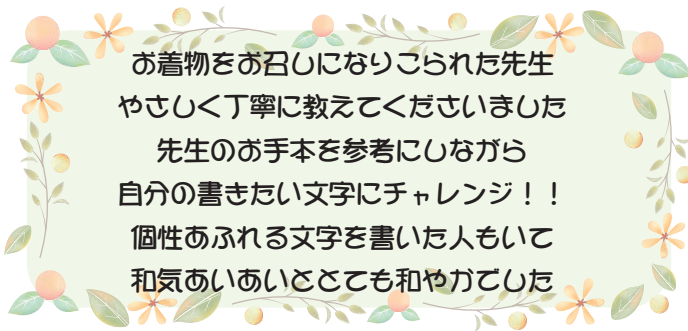 お着物をお召しになりこられた先生
やさしく丁寧に教えてくださいました
先生のお手本を参考にしながら
自分の書きたい文字にチャレンジ！！
個性あふれる文字を書いた人もいて
和気あいあいととても和やかでした